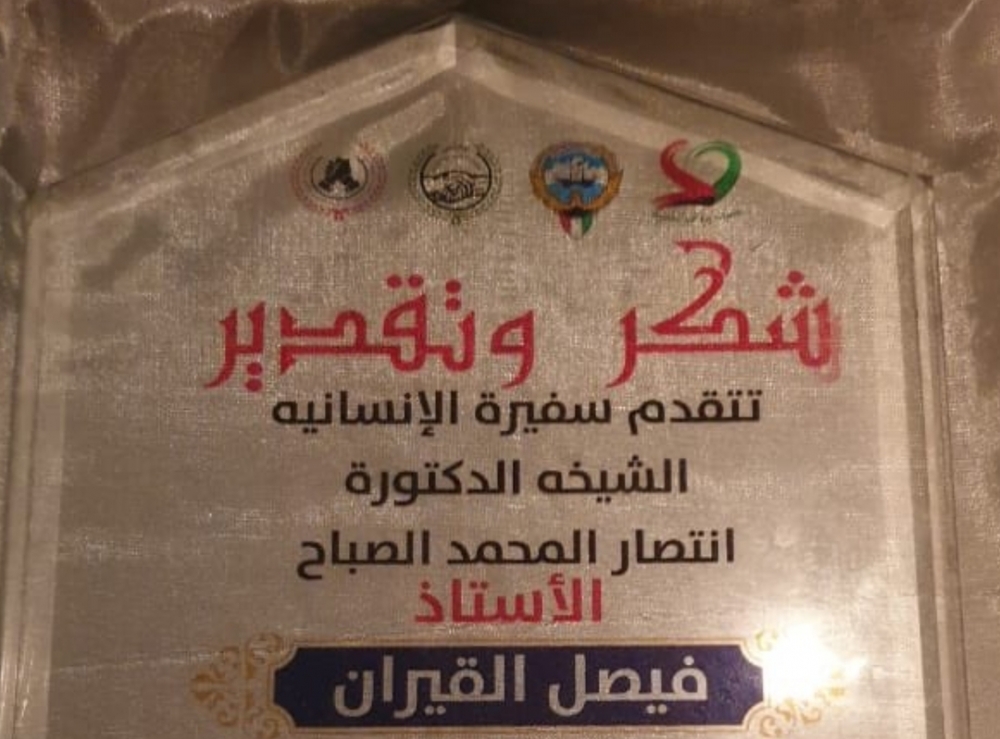 شكر وتقدير
تتقدم سفيرة الإنسانيه
الشيخه الدكتورة
انتصار المحمد الصباح
الأستاذ
فيصل القيران